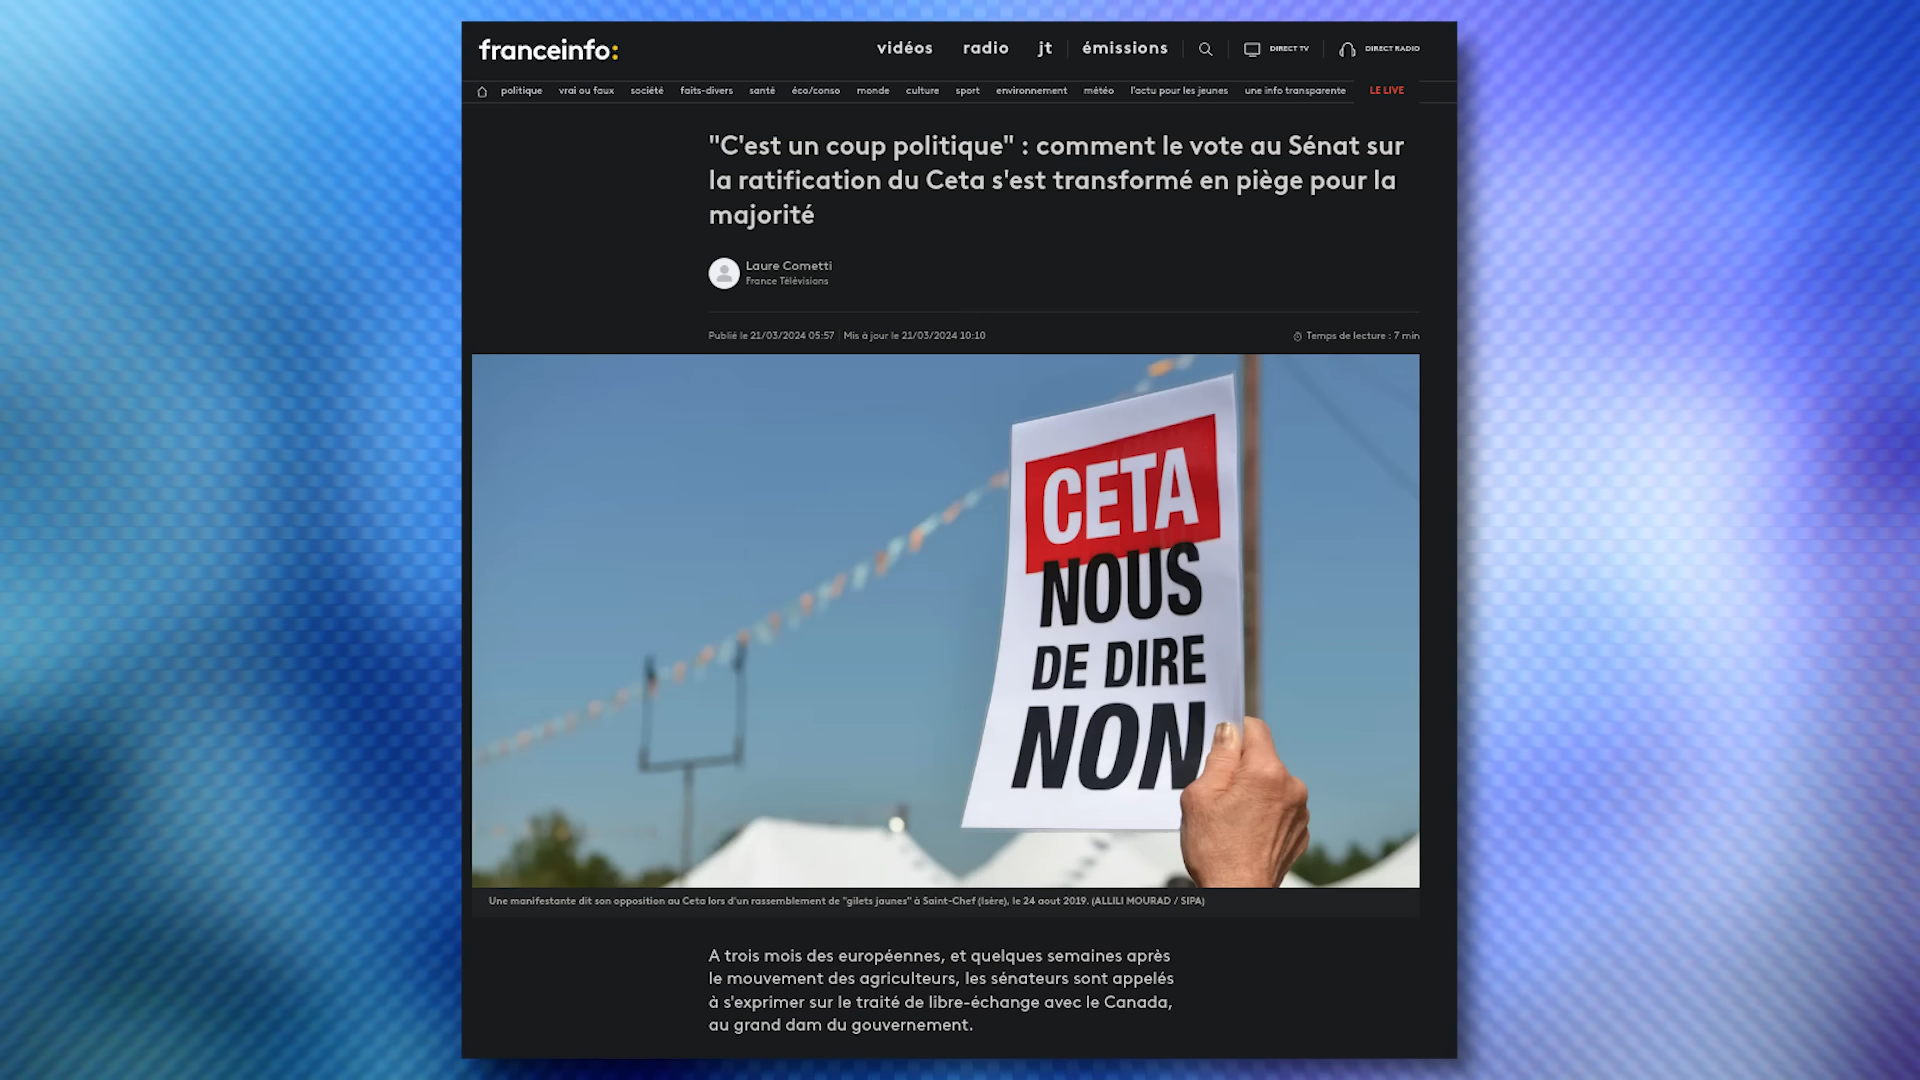 franceinfo:
vidéos radio jt émissions DIRECT TV DIRECT RADIO
politique vrai ou faux société faits-divers santé éco/conso monde culture sport environnement météo l'actu pour les jeunes une info transparente LE LIVE
"C'est un coup politique" : comment le vote au Sénat sur
la ratification du Ceta s'est transformé en piège pour la
majorité
Laure Cometti
France Télévisions
Publié le 21/03/2024 05:57 Mis à jour le 21/03/2024 10:10 Temps de lecture : 7 min
CETA
NOUS
DE DIRE
NON
Une manifestante dit son opposition au Ceta lors d'un rassemblement de "gilets jaunes" à Saint-Chef (Isère), le 24 aout 2019. (ALLILI MOURAD / SIPA)
A trois mois des européennes, et quelques semaines après
le mouvement des agriculteurs, les sénateurs sont appelés
à s'exprimer sur le traité de libre-échange avec le Canada,
au grand dam du gouvernement.